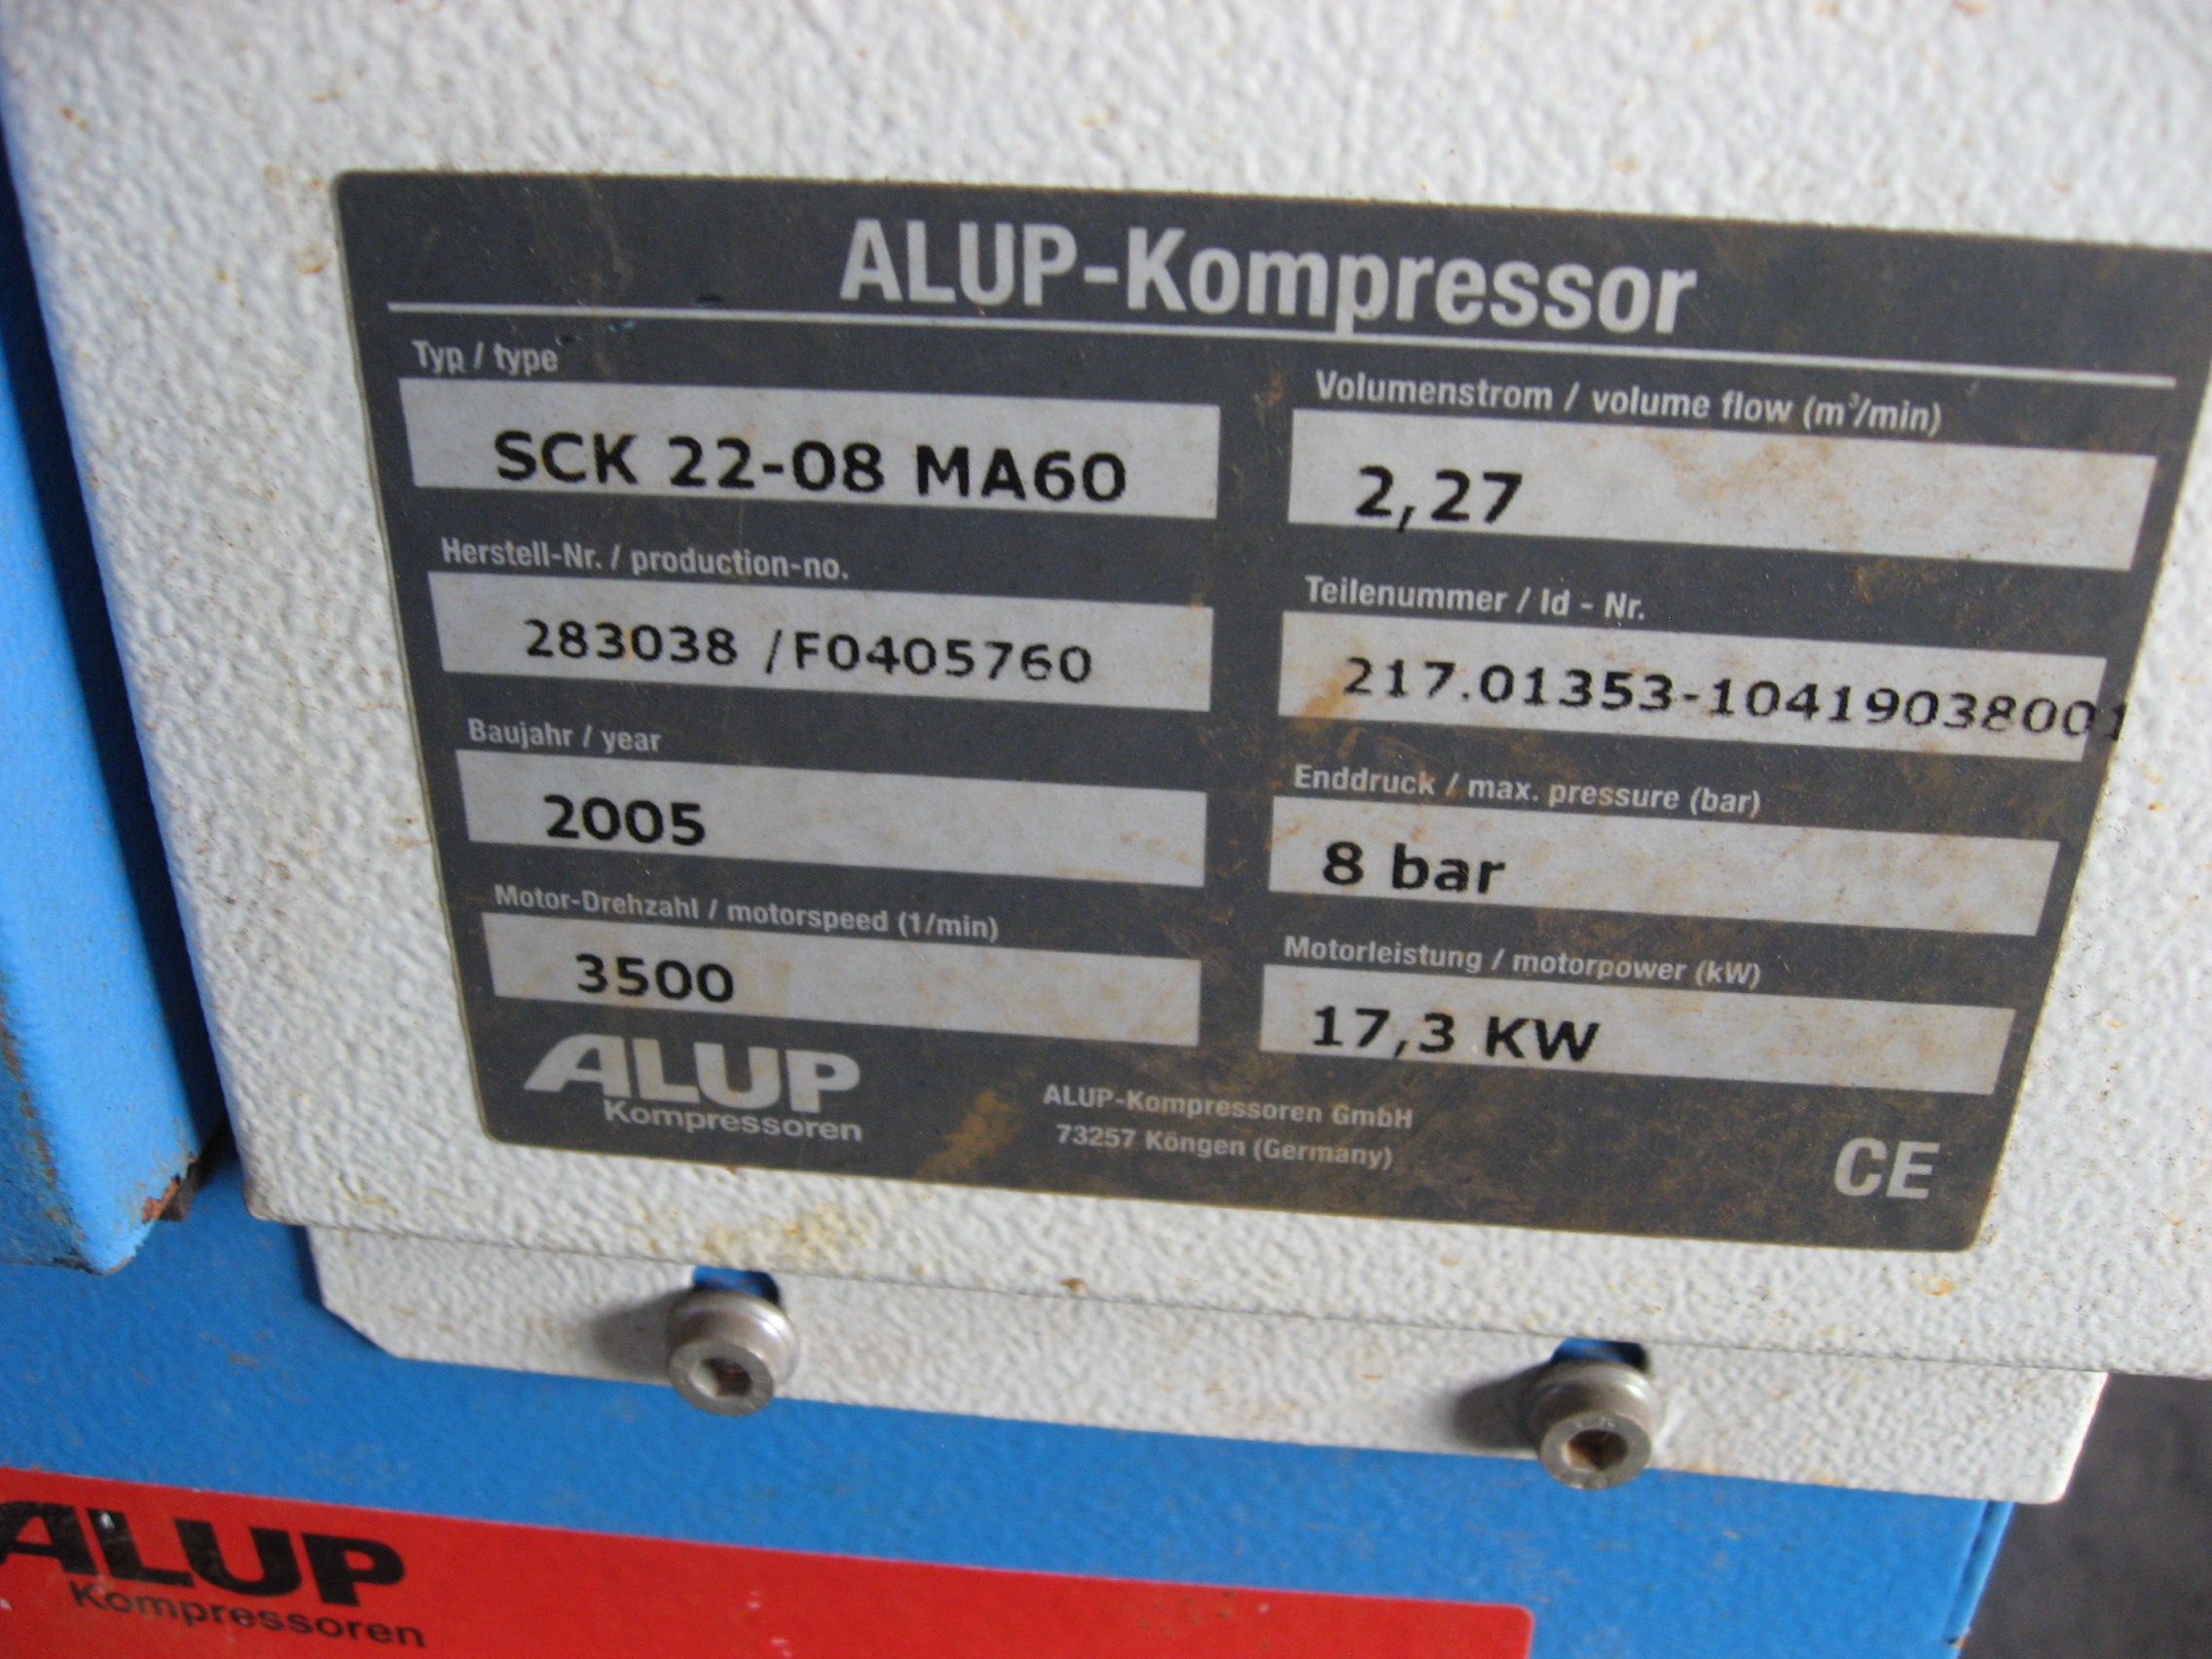 ALUP-Kompressor
Typ / type
SCK 22-08 MA60
Volumenstrom / volume flow (m³/min)
2,27
Herstell-Nr. / production-no.
283038 /F0405760
Teilenummer / Id - Nr.
217.01353-104190380001
Baujahr / year
2005
Enddruck / max. pressure (bar)
8 bar
Motor-Drehzahl / motorspeed (1/min)
3500
Motorleistung / motorpower (kW)
17,3 KW
ALUP
Kompressoren
ALUP-Kompressoren GmbH
73257 Köngen (Germany)
CE
ALUP
Kompressoren